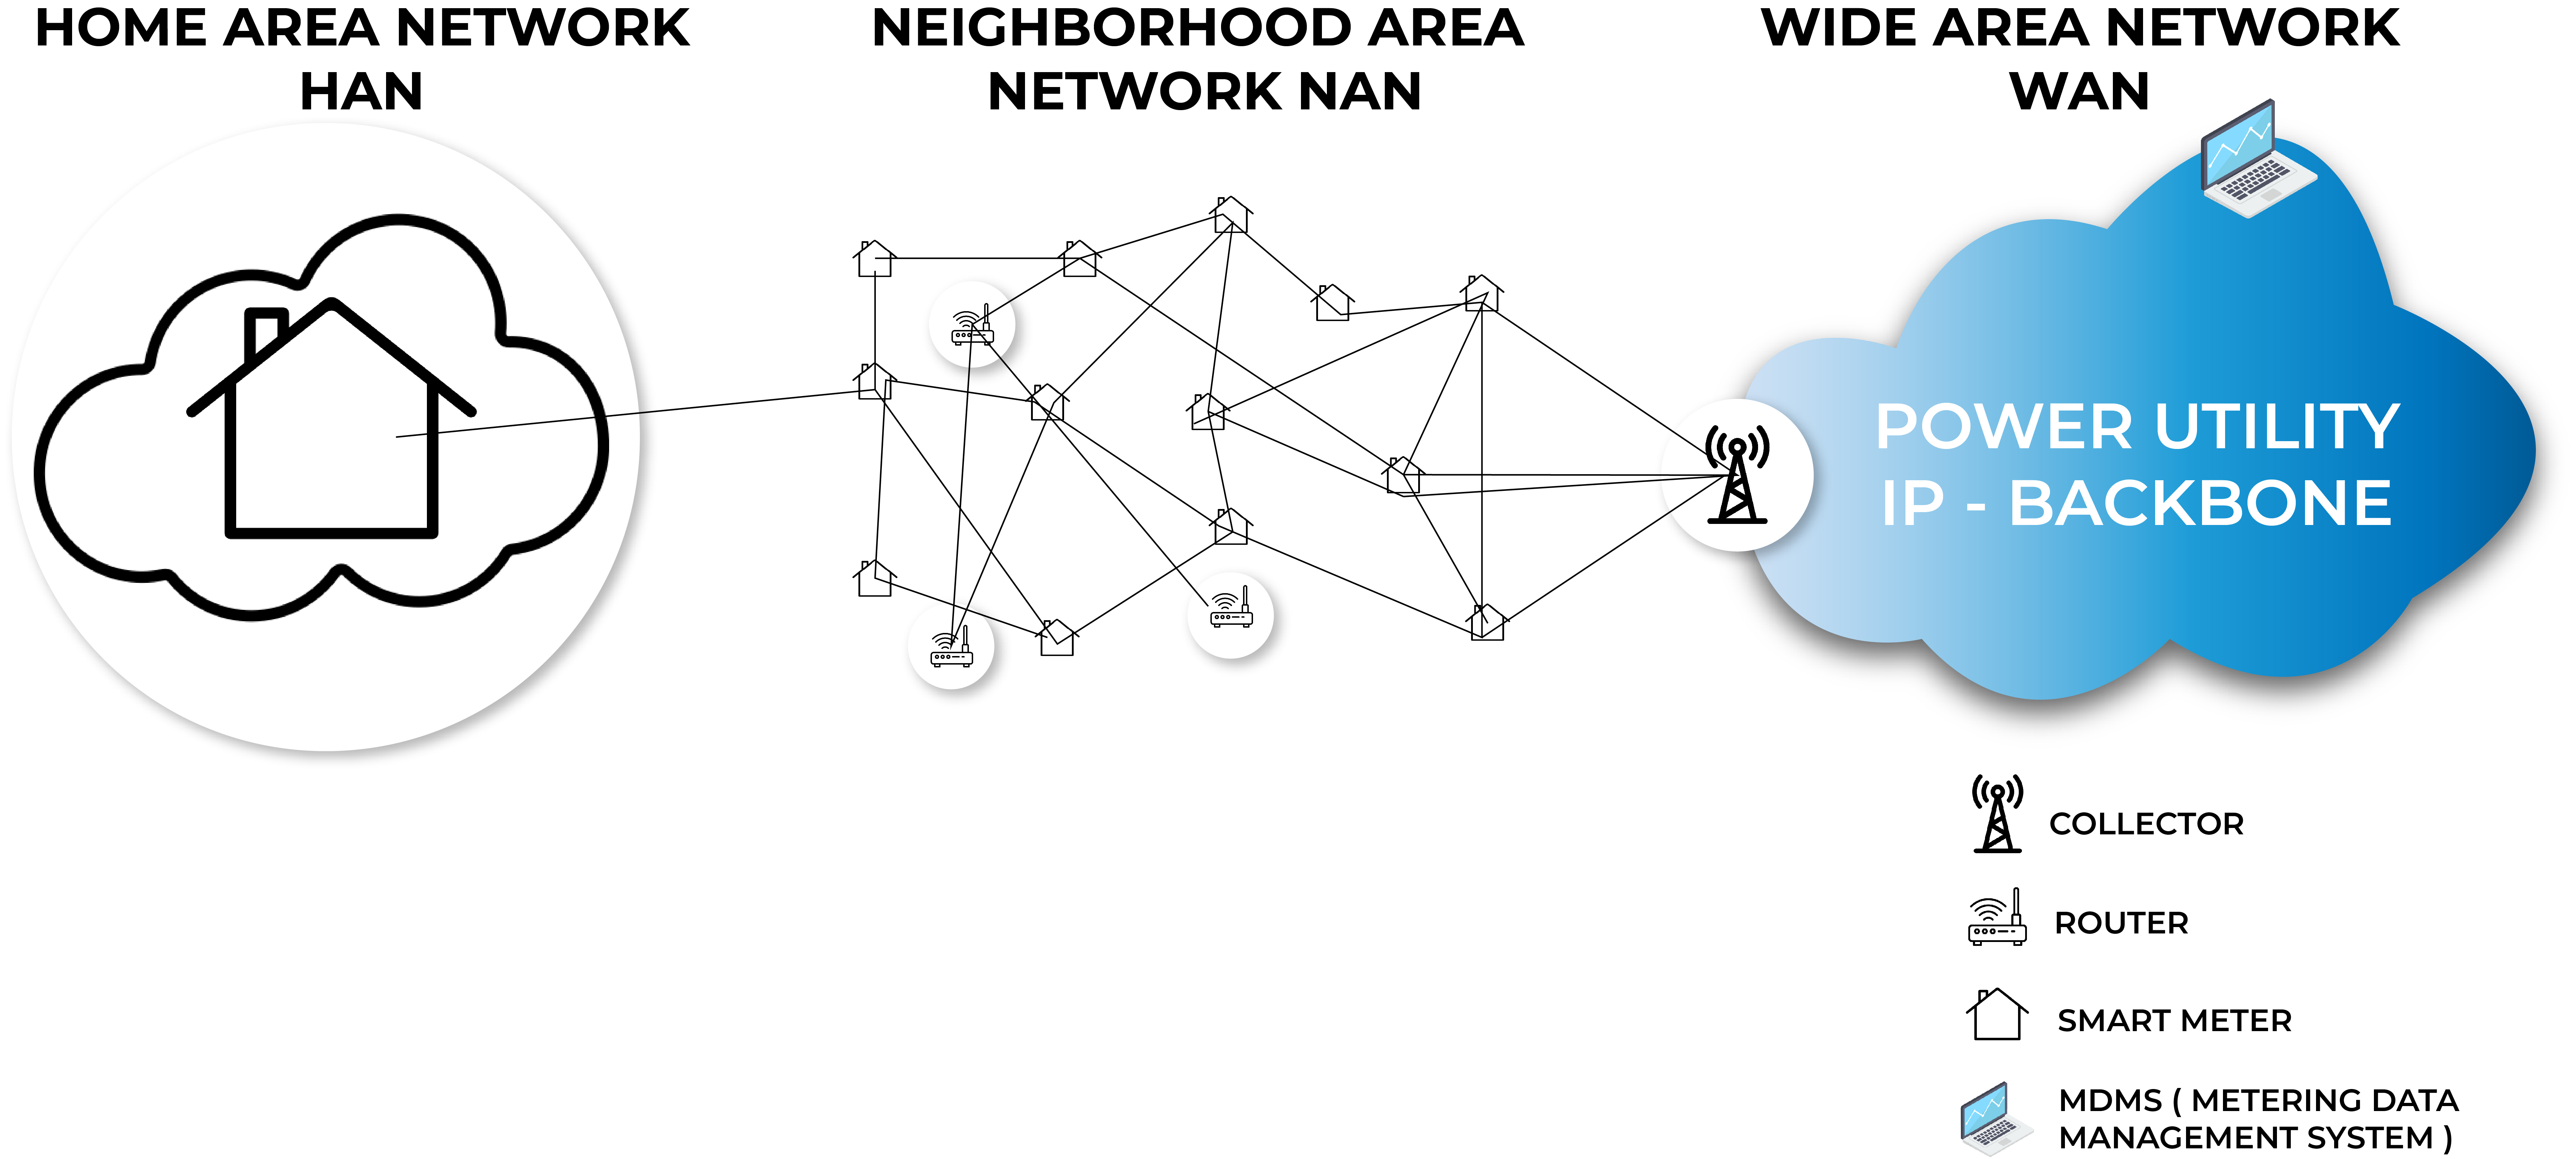 HOME AREA NETWORK
HAN
NEIGHBORHOOD AREA
NETWORK NAN
WIDE AREA NETWORK
WAN
POWER UTILITY
IP - BACKBONE
COLLECTOR
ROUTER
SMART METER
MDMS ( METERING DATA
MANAGEMENT SYSTEM )